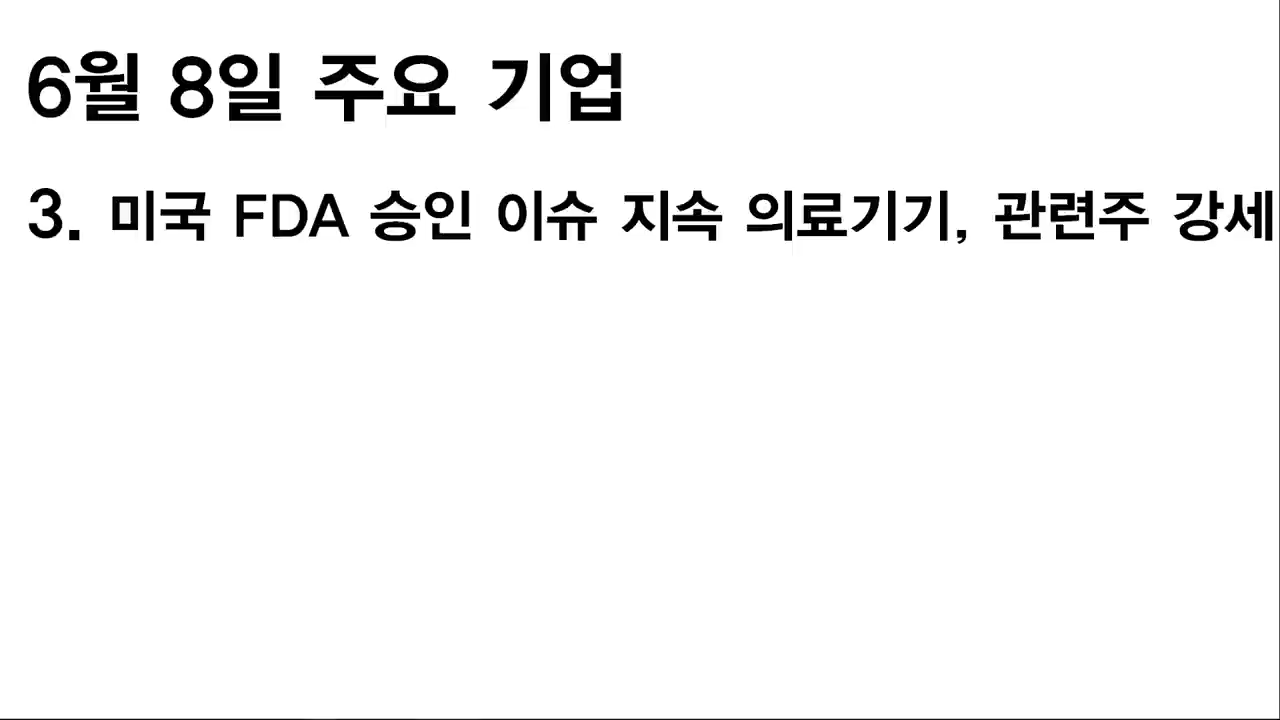 6월 8일 주요 기업
3. 미국 FDA 승인 이슈 지속 의료기기, 관련주 강세